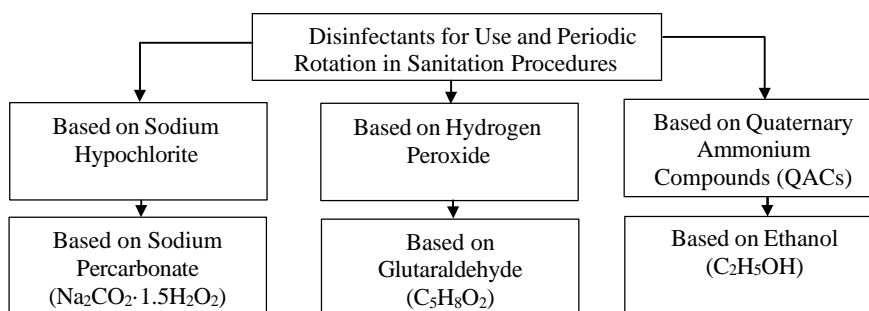 Disinfectants for Use and Periodic
Rotation in Sanitation Procedures
Based on Sodium
Hypochlorite
Based on Hydrogen
Peroxide
Based on Quaternary
Ammonium
Compounds (QACs)
Based on Sodium
Percarbonate
(Na₂CO₂·1.5H₂O₂)
Based on
Glutaraldehyde
(C₅H₈O₂)
Based on Ethanol
(C₂H₅OH)